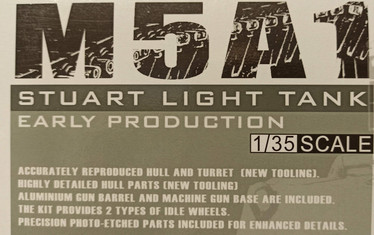 M5A1
STUART LIGHT TANK
EARLY PRODUCTION
1/35 SCALE
ACCURATELY REPRODUCED HULL AND TURRET (NEW TOOLING).
HIGHLY DETAILED HULL PARTS (NEW TOOLING)
ALUMINIUM GUN BARREL AND MACHINE GUN BASE ARE INCLUDED.
THE KIT PROVIDES 2 TYPES OF IDLE WHEELS.
PRECISION PHOTO-ETCHED PARTS INCLUDED FOR ENHANCED DETAILS.